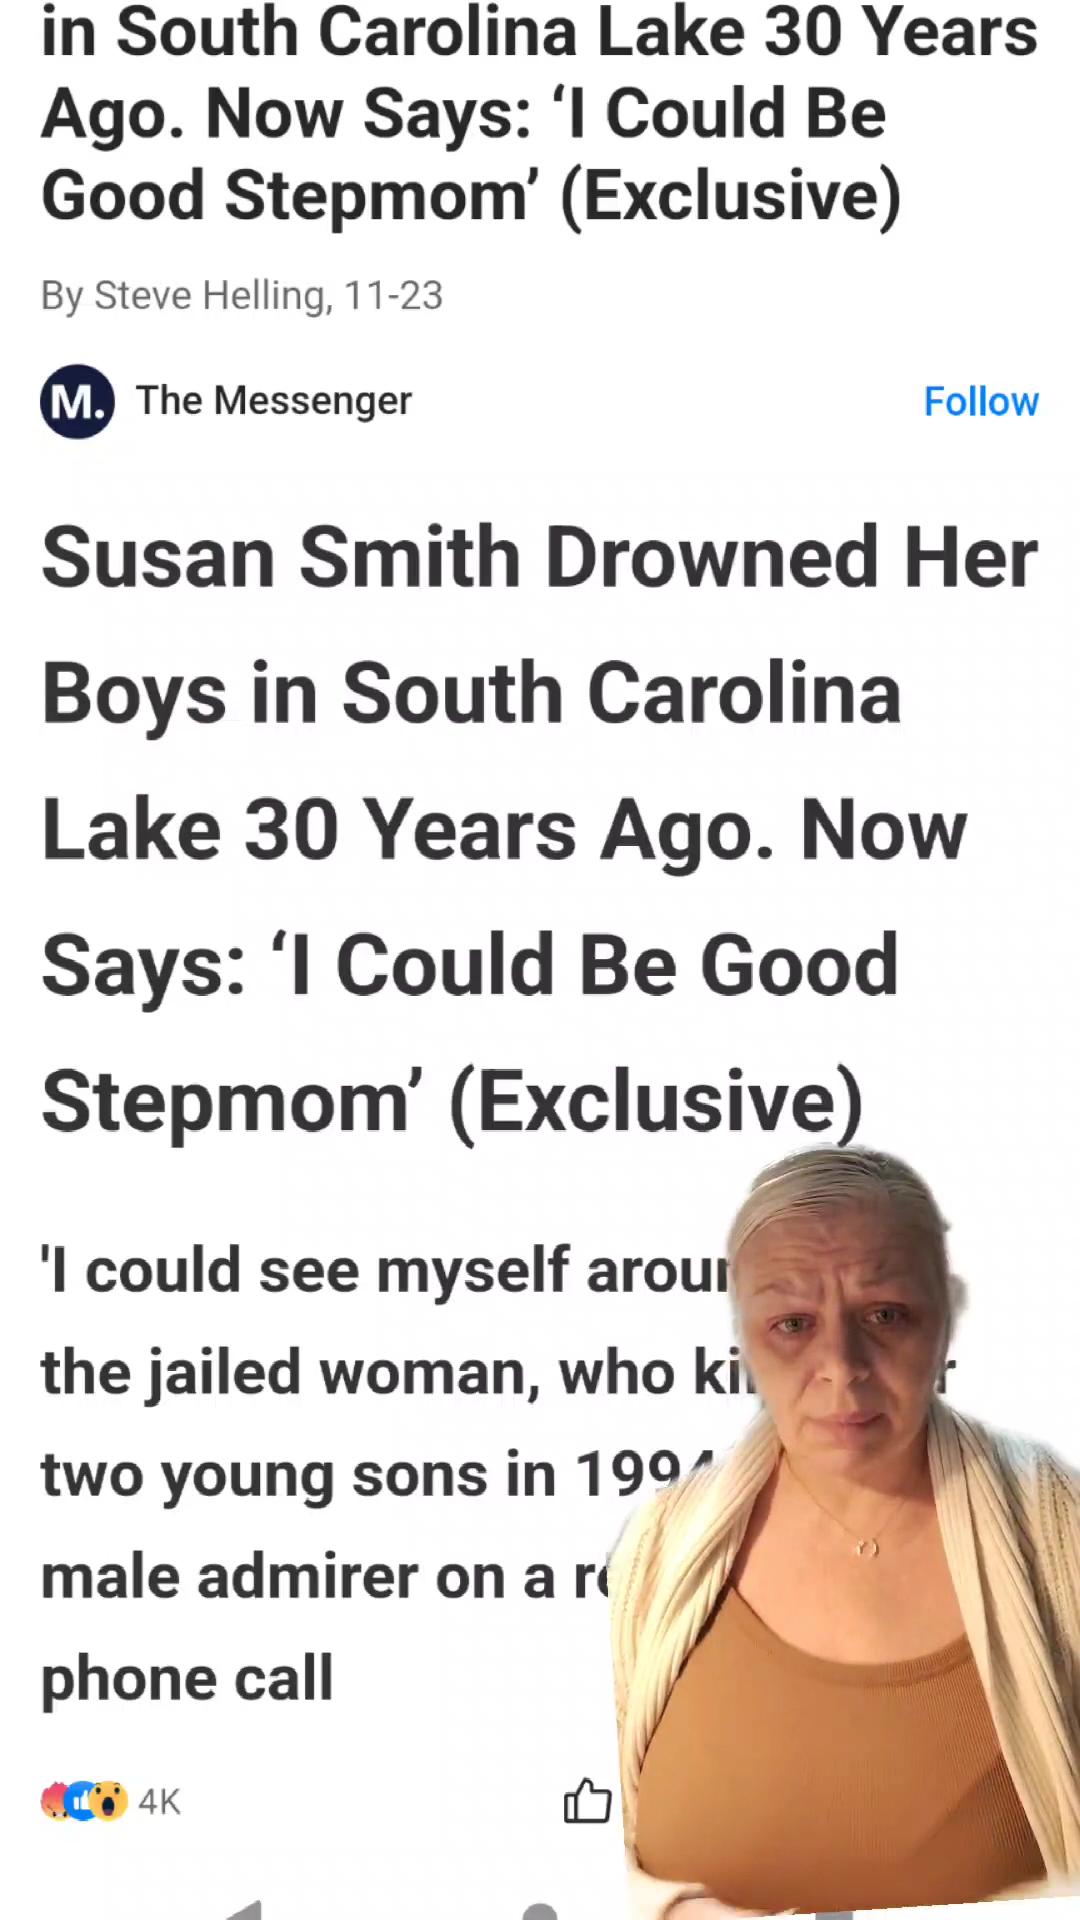 in South Carolina Lake 30 Years
Ago. Now Says: ‘I Could Be
Good Stepmom’ (Exclusive)
By Steve Helling, 11-23
M. The Messenger
Follow
Susan Smith Drowned Her
Boys in South Carolina
Lake 30 Years Ago. Now
Says: ‘I Could Be Good
Stepmom’ (Exclusive)
'I could see myself
the jailed woman, who
two young sons in
male admirer on a
phone call
4K